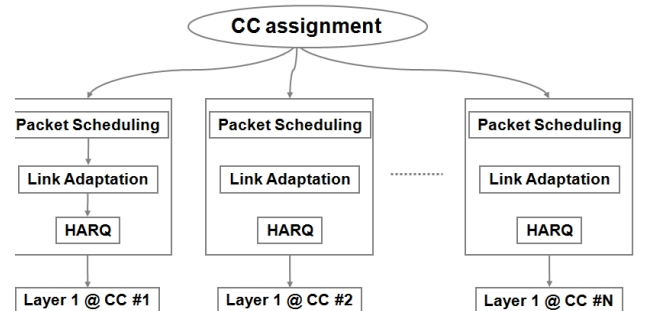 CC assignment
Packet Scheduling
Link Adaptation
HARQ
Layer 1 @ CC #1
Packet Scheduling
Link Adaptation
HARQ
Layer 1 @ CC #2
Packet Scheduling
Link Adaptation
HARQ
Layer 1 @ CC #N